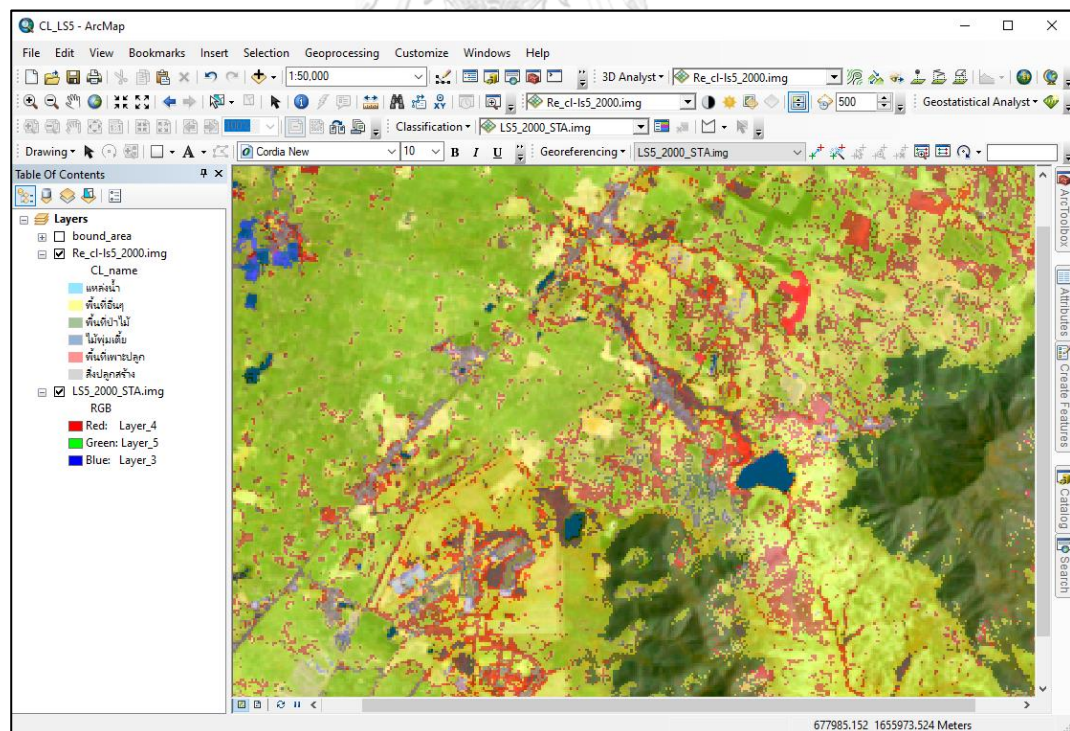 CL_LS5 - ArcMap
File Edit View Bookmarks Insert Selection Geoprocessing Customize Windows Help
1:50,000 3D Analyst Re_cl-ls5_2000.img
Re_cl-ls5_2000.img 500 Geostatistical Analyst
100% Classification LS5_2000_STA.img
Drawing A Cordia New 10 B I U Georeferencing LS5_2000_STA.img
Table Of Contents
Layers
bound_area
Re_cl-ls5_2000.img
CL_name
แหล่งน้ำ
พื้นที่อื่นๆ
พื้นที่ป่าไม้
ไม้พุ่มเตี้ย
พื้นที่เพาะปลูก
สิ่งปลูกสร้าง
LS5_2000_STA.img
RGB
Red: Layer_4
Green: Layer_5
Blue: Layer_3
ArcToolbox
Attributes
Create Features
Catalog
Search
677985.152 1655973.524 Meters